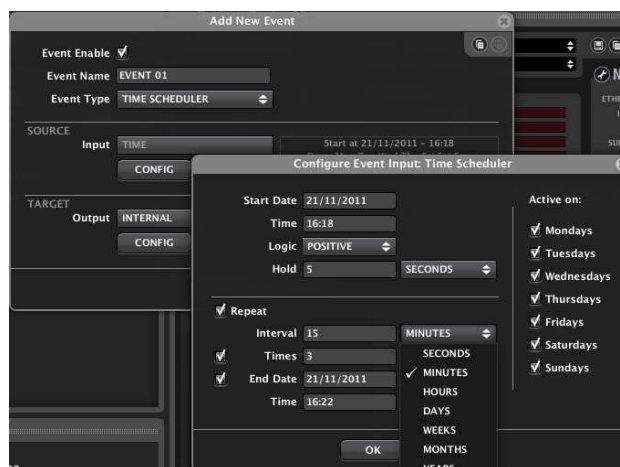 Add New Event
Event Enable
Event Name EVENT 01
Event Type TIME SCHEDULER
SOURCE
Input TIME
Start at 21/11/2011 - 16:18
CONFIG
TARGET
Output INTERNAL
CONFIG
Configure Event Input: Time Scheduler
Start Date 21/11/2011
Time 16:18
Logic POSITIVE
Hold 5 SECONDS
Repeat
Interval 15 MINUTES
Times 3
End Date 21/11/2011
Time 16:22
SECONDS
MINUTES
HOURS
DAYS
WEEKS
MONTHS
YEARS
OK
Active on:
Mondays
Tuesdays
Wednesdays
Thursdays
Fridays
Saturdays
Sundays